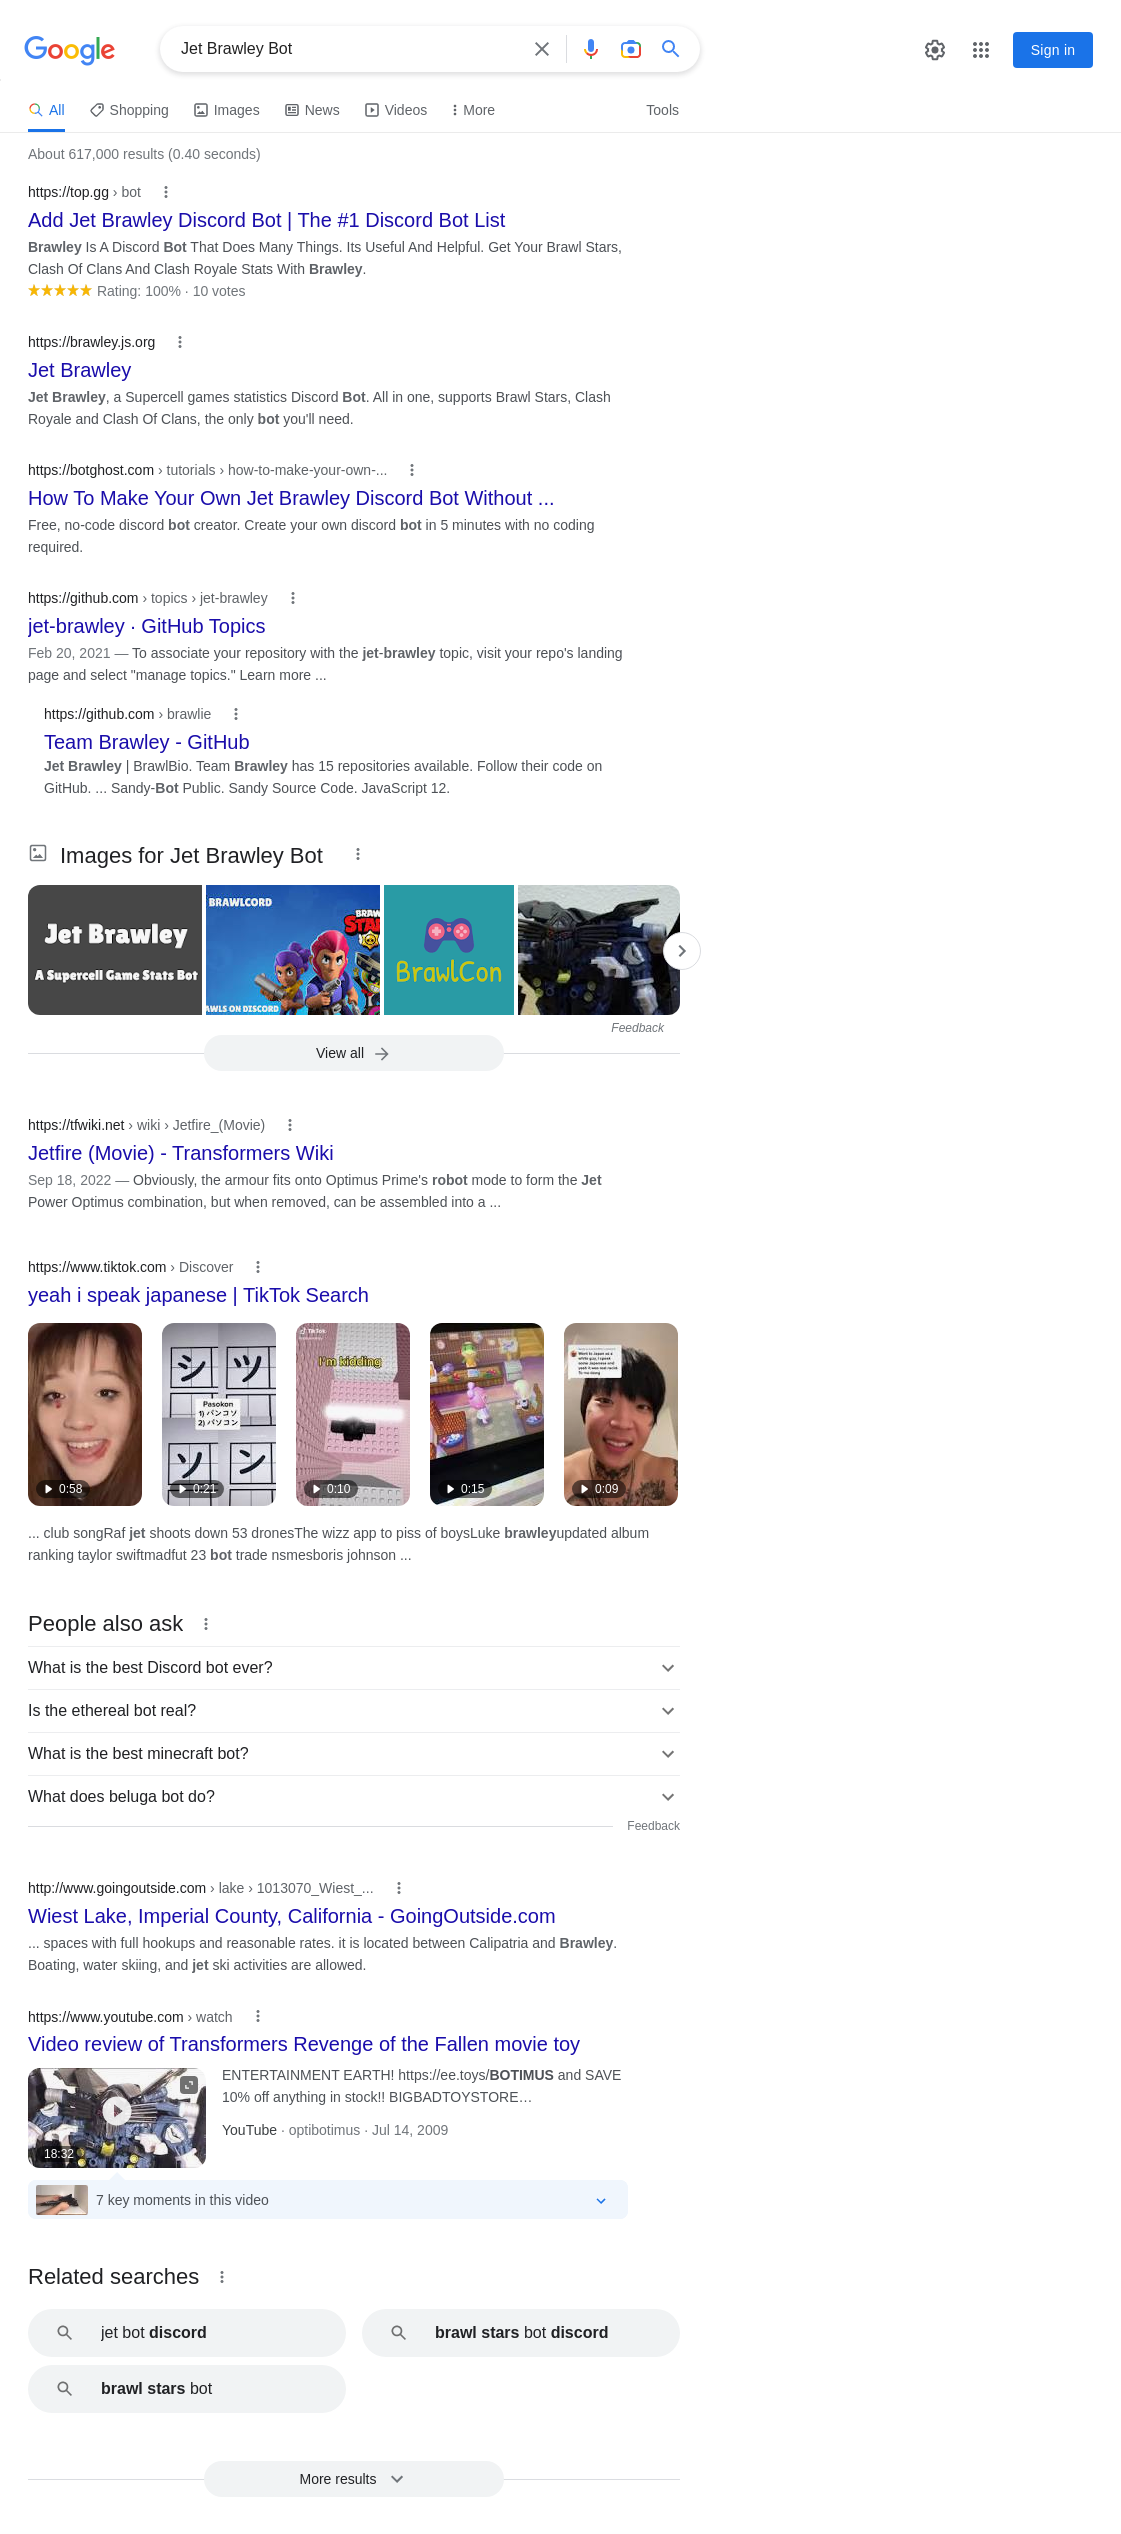 Google
Jet Brawley Bot
Sign in
All
Shopping
Images
News
Videos
More
Tools
About 617,000 results (0.40 seconds)
https://top.gg › bot
Add Jet Brawley Discord Bot | The #1 Discord Bot List
Brawley Is A Discord Bot That Does Many Things. Its Useful And Helpful. Get Your Brawl Stars,
Clash Of Clans And Clash Royale Stats With Brawley.
Rating: 100% · 10 votes
https://brawley.js.org
Jet Brawley
Jet Brawley, a Supercell games statistics Discord Bot. All in one, supports Brawl Stars, Clash
Royale and Clash Of Clans, the only bot you'll need.
https://botghost.com › tutorials › how-to-make-your-own-...
How To Make Your Own Jet Brawley Discord Bot Without ...
Free, no-code discord bot creator. Create your own discord bot in 5 minutes with no coding
required.
https://github.com › topics › jet-brawley
jet-brawley · GitHub Topics
Feb 20, 2021 — To associate your repository with the jet-brawley topic, visit your repo's landing
page and select "manage topics." Learn more ...
https://github.com › brawlie
Team Brawley - GitHub
Jet Brawley | BrawlBio. Team Brawley has 15 repositories available. Follow their code on
GitHub. ... Sandy-Bot Public. Sandy Source Code. JavaScript 12.
Images for Jet Brawley Bot
Jet Brawley
A Supercell Game Stats Bot
BRAWLCORD
BRAW
STA
AWLS ON DISCORD
BrawlCon
Feedback
View all
https://tfwiki.net › wiki › Jetfire_(Movie)
Jetfire (Movie) - Transformers Wiki
Sep 18, 2022 — Obviously, the armour fits onto Optimus Prime's robot mode to form the Jet
Power Optimus combination, but when removed, can be assembled into a ...
https://www.tiktok.com › Discover
yeah i speak japanese | TikTok Search
0:58
シ ツ
Pasokon
1) パンコソ
2) パソコン
ソ ン
0:21
TikTok
I'm kidding
0:10
0:15
0:09
... club songRaf jet shoots down 53 dronesThe wizz app to piss of boysLuke brawleyupdated album
ranking taylor swiftmadfut 23 bot trade nsmesboris johnson ...
People also ask
What is the best Discord bot ever?
Is the ethereal bot real?
What is the best minecraft bot?
What does beluga bot do?
Feedback
http://www.goingoutside.com › lake › 1013070_Wiest_...
Wiest Lake, Imperial County, California - GoingOutside.com
... spaces with full hookups and reasonable rates. it is located between Calipatria and Brawley.
Boating, water skiing, and jet ski activities are allowed.
https://www.youtube.com › watch
Video review of Transformers Revenge of the Fallen movie toy
ENTERTAINMENT EARTH! https://ee.toys/BOTIMUS and SAVE
10% off anything in stock!! BIGBADTOYSTORE…
YouTube · optibotimus · Jul 14, 2009
18:32
7 key moments in this video
Related searches
jet bot discord
brawl stars bot discord
brawl stars bot
More results